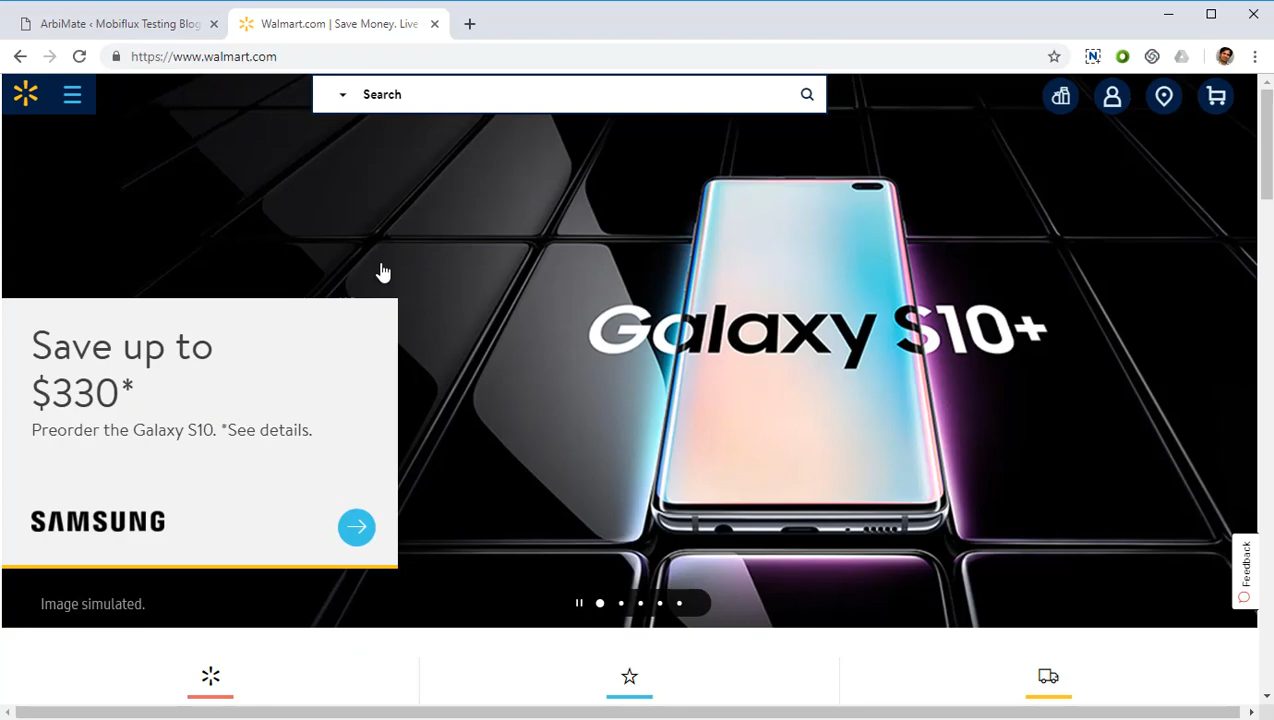 ArbiMate ‹ Mobiflux Testing Blog
Walmart.com | Save Money. Live
https://www.walmart.com
Search
Galaxy S10+
Save up to
$330*
Preorder the Galaxy S10. *See details.
SAMSUNG
Feedback
Image simulated.